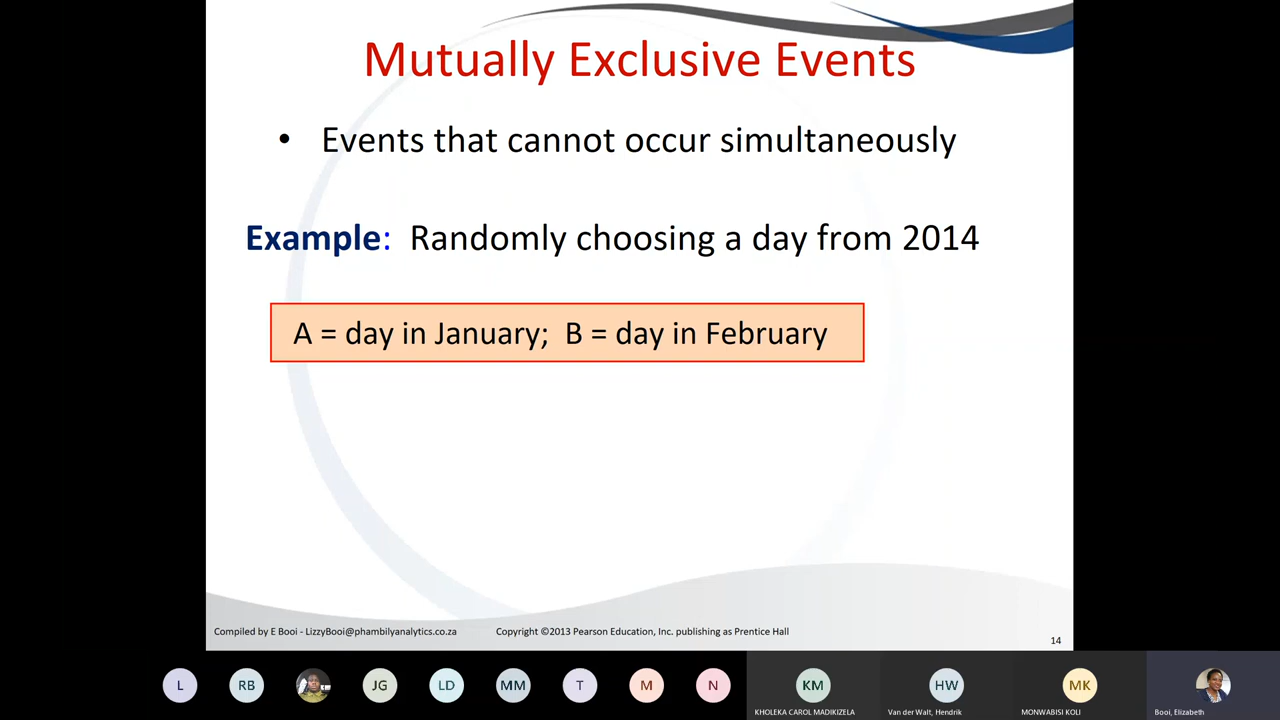 Mutually Exclusive Events
• Events that cannot occur simultaneously
Example: Randomly choosing a day from 2014
A = day in January; B = day in February
Compiled by E Booi - LizzyBooi@phambilyanalytics.co.za
Copyright ©2013 Pearson Education, Inc. publishing as Prentice Hall
14
L
RB
JG
LD
MM
T
M
N
KM
HW
MK
KHOLEKA CAROL MADIKIZELA
Van der Walt, Hendrik
MONWABISI KOLI
Booi, Elizabeth